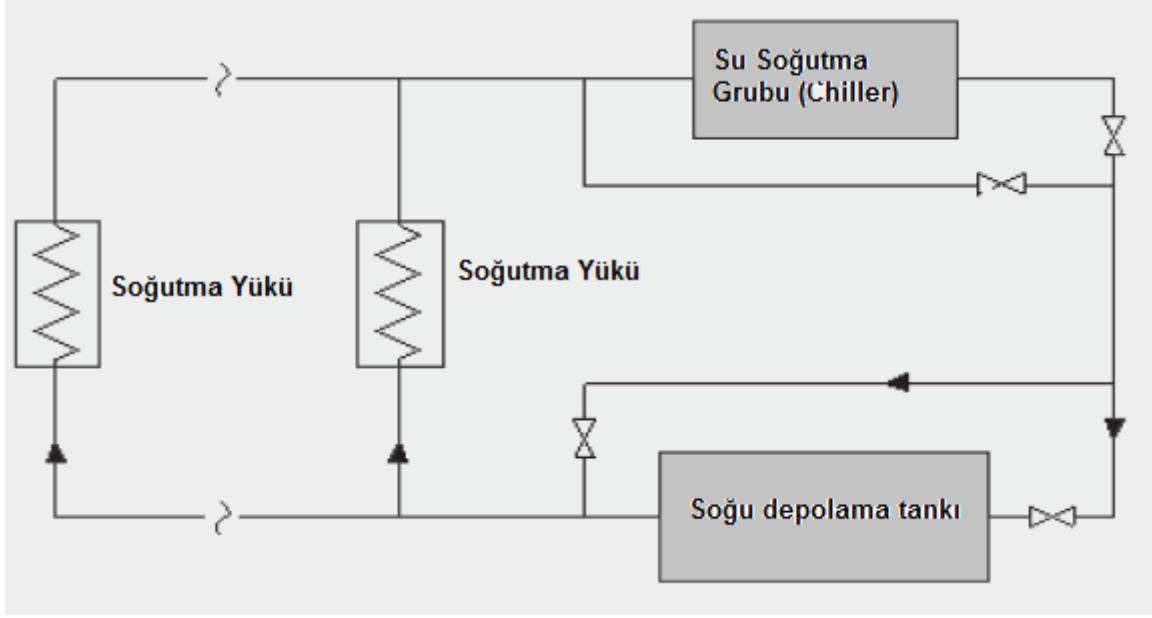 Su Soğutma
Grubu (Chiller)
Soğutma Yükü
Soğutma Yükü
Soğu depolama tankı